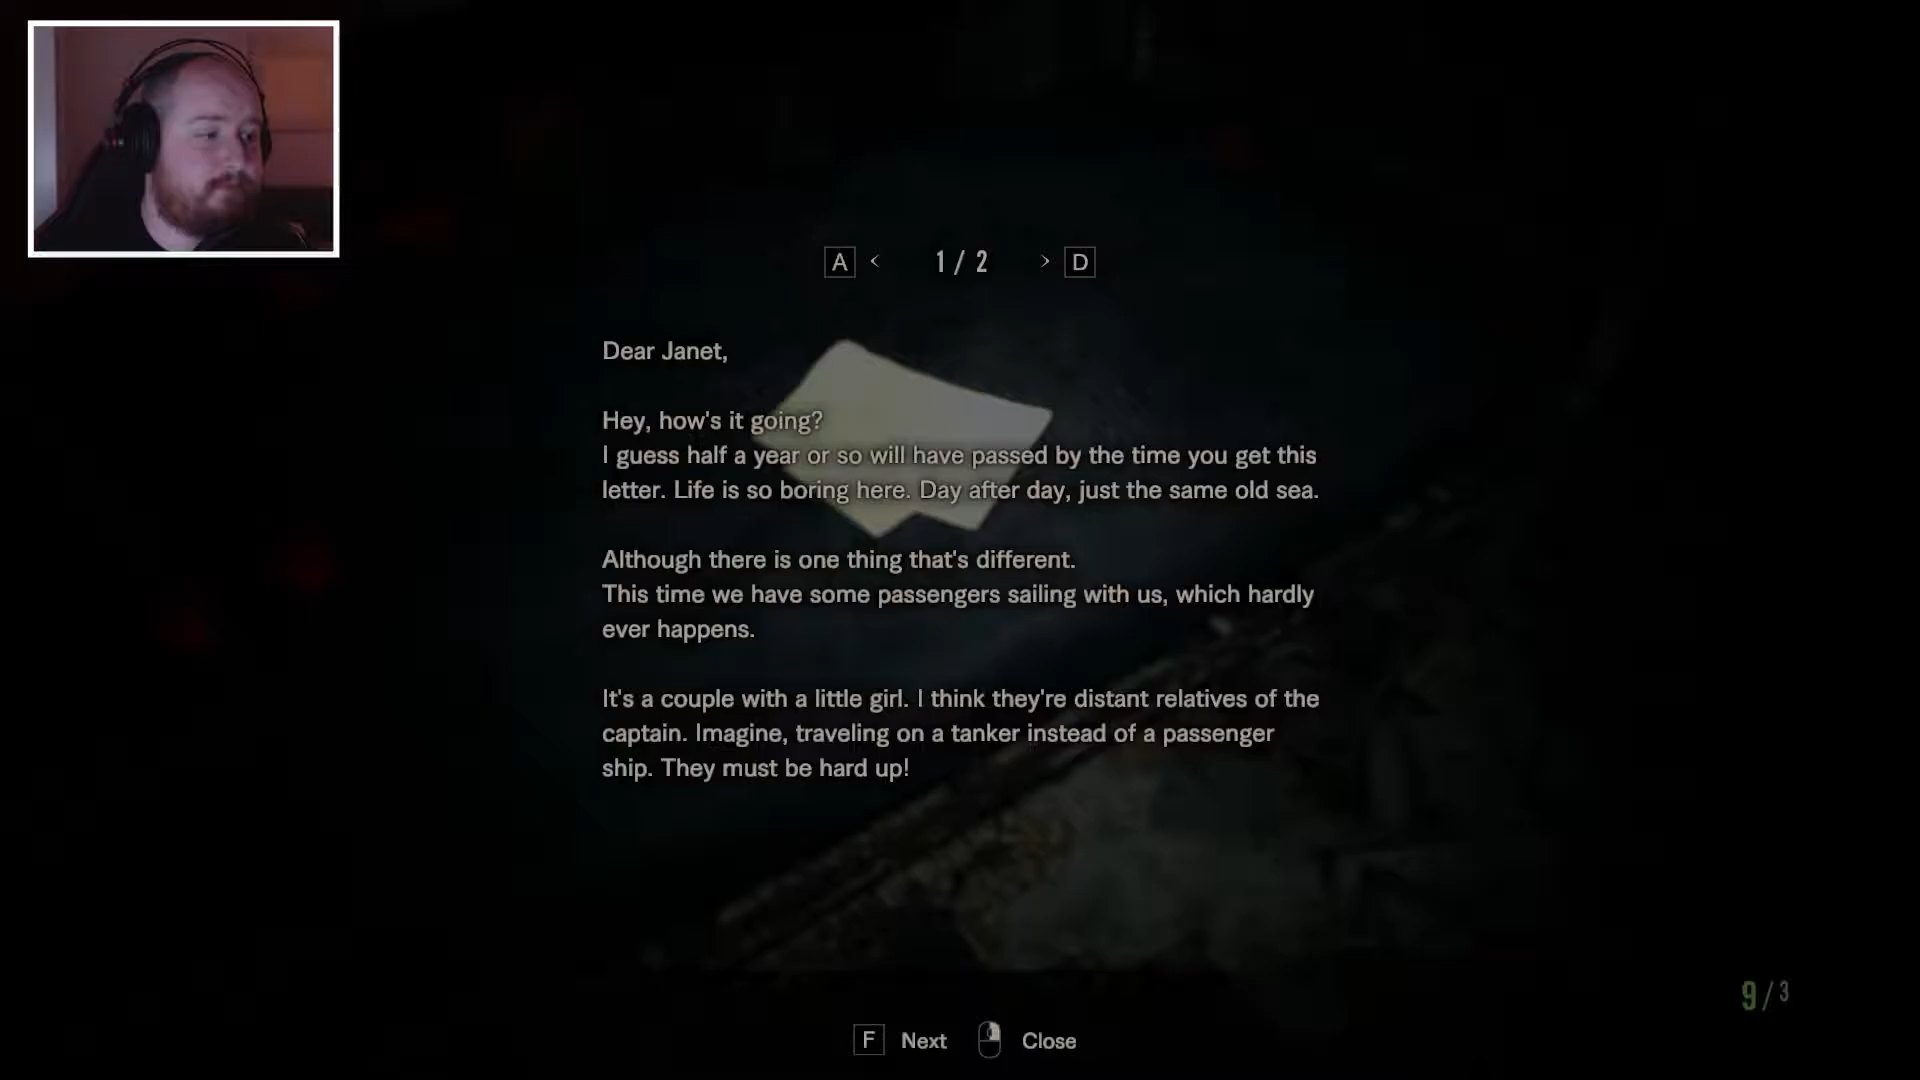 A < 1 / 2 > D
Dear Janet,
Hey, how's it going?
I guess half a year or so will have passed by the time you get this
letter. Life is so boring here. Day after day, just the same old sea.
Although there is one thing that's different.
This time we have some passengers sailing with us, which hardly
ever happens.
It's a couple with a little girl. I think they're distant relatives of the
captain. Imagine, traveling on a tanker instead of a passenger
ship. They must be hard up!
9 / 3
F Next Close